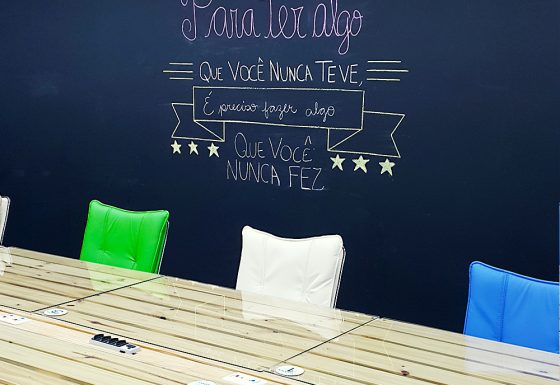 Para ter algo
QUE VOCÊ NUNCA TEVE,
É preciso fazer algo
QUE VOCÊ
NUNCA FEZ